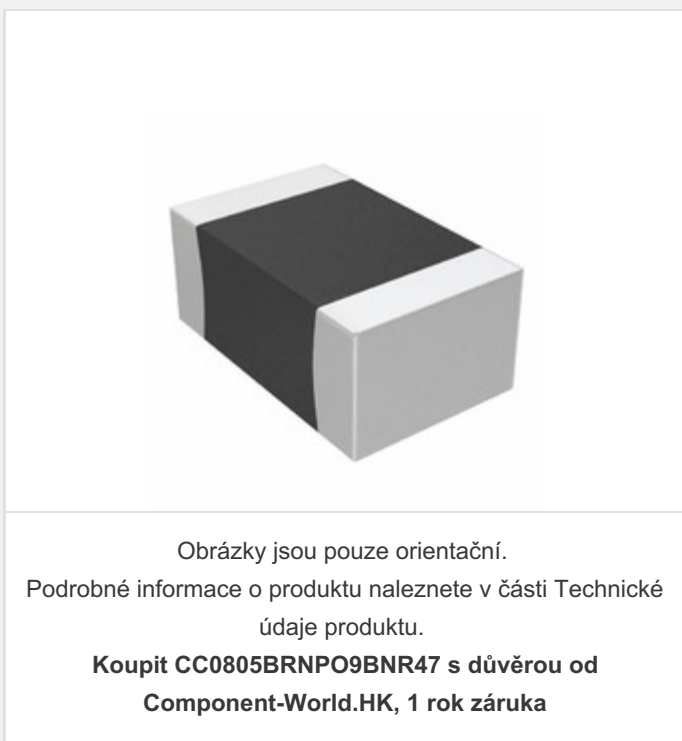 Obrázky jsou pouze orientační.
Podrobné informace o produktu naleznete v části Technické
údaje produktu.
Koupit CC0805BRNPO9BNR47 s důvěrou od
Component-World.HK, 1 rok záruka